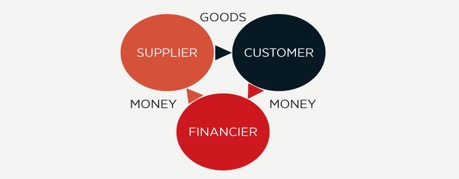 GOODS
SUPPLIER
CUSTOMER
MONEY
MONEY
FINANCIER